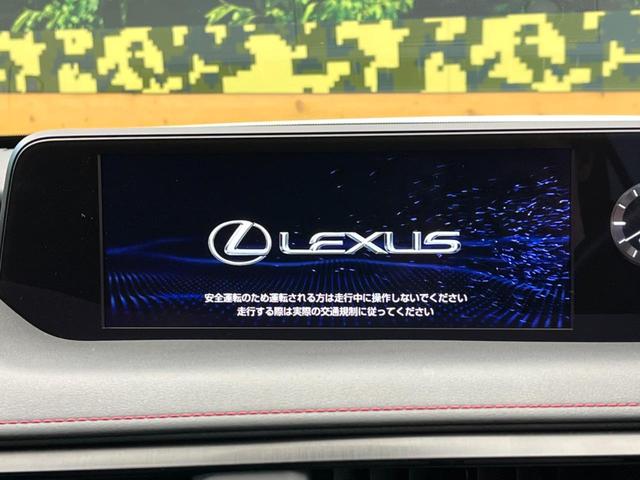 LEXUS
安全運転のため運転される方は走行中に操作しないでください
走行する際は実際の交通規制に従ってください